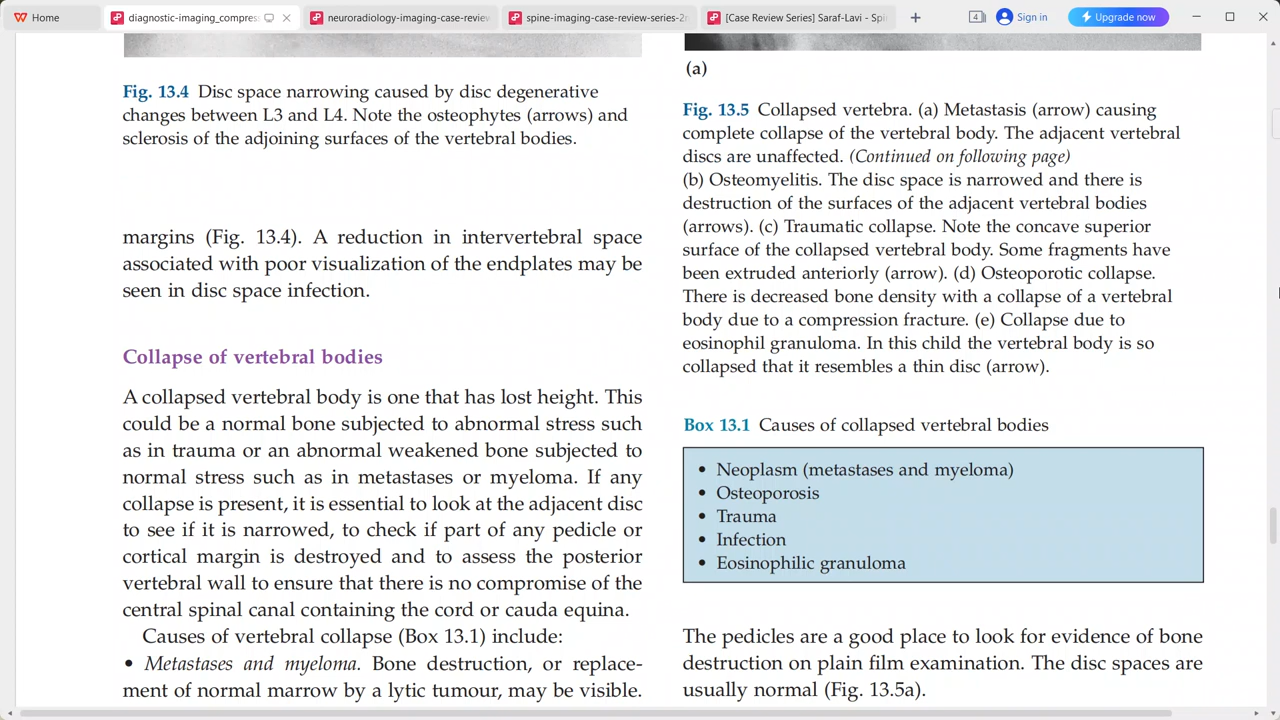 Home
diagnostic-imaging_compres
neuroradiology-imaging-case-review
spine-imaging-case-review-series-2
[Case Review Series] Saraf-Lavi - Spi
4
Sign in
Upgrade now
Fig. 13.4 Disc space narrowing caused by disc degenerative
changes between L3 and L4. Note the osteophytes (arrows) and
sclerosis of the adjoining surfaces of the vertebral bodies.
margins (Fig. 13.4). A reduction in intervertebral space
associated with poor visualization of the endplates may be
seen in disc space infection.
Collapse of vertebral bodies
A collapsed vertebral body is one that has lost height. This
could be a normal bone subjected to abnormal stress such
as in trauma or an abnormal weakened bone subjected to
normal stress such as in metastases or myeloma. If any
collapse is present, it is essential to look at the adjacent disc
to see if it is narrowed, to check if part of any pedicle or
cortical margin is destroyed and to assess the posterior
vertebral wall to ensure that there is no compromise of the
central spinal canal containing the cord or cauda equina.
Causes of vertebral collapse (Box 13.1) include:
• Metastases and myeloma. Bone destruction, or replace-
ment of normal marrow by a lytic tumour, may be visible.
(a)
Fig. 13.5 Collapsed vertebra. (a) Metastasis (arrow) causing
complete collapse of the vertebral body. The adjacent vertebral
discs are unaffected. (Continued on following page)
(b) Osteomyelitis. The disc space is narrowed and there is
destruction of the surfaces of the adjacent vertebral bodies
(arrows). (c) Traumatic collapse. Note the concave superior
surface of the collapsed vertebral body. Some fragments have
been extruded anteriorly (arrow). (d) Osteoporotic collapse.
There is decreased bone density with a collapse of a vertebral
body due to a compression fracture. (e) Collapse due to
eosinophil granuloma. In this child the vertebral body is so
collapsed that it resembles a thin disc (arrow).
Box 13.1 Causes of collapsed vertebral bodies
• Neoplasm (metastases and myeloma)
• Osteoporosis
• Trauma
• Infection
• Eosinophilic granuloma
The pedicles are a good place to look for evidence of bone
destruction on plain film examination. The disc spaces are
usually normal (Fig. 13.5a).